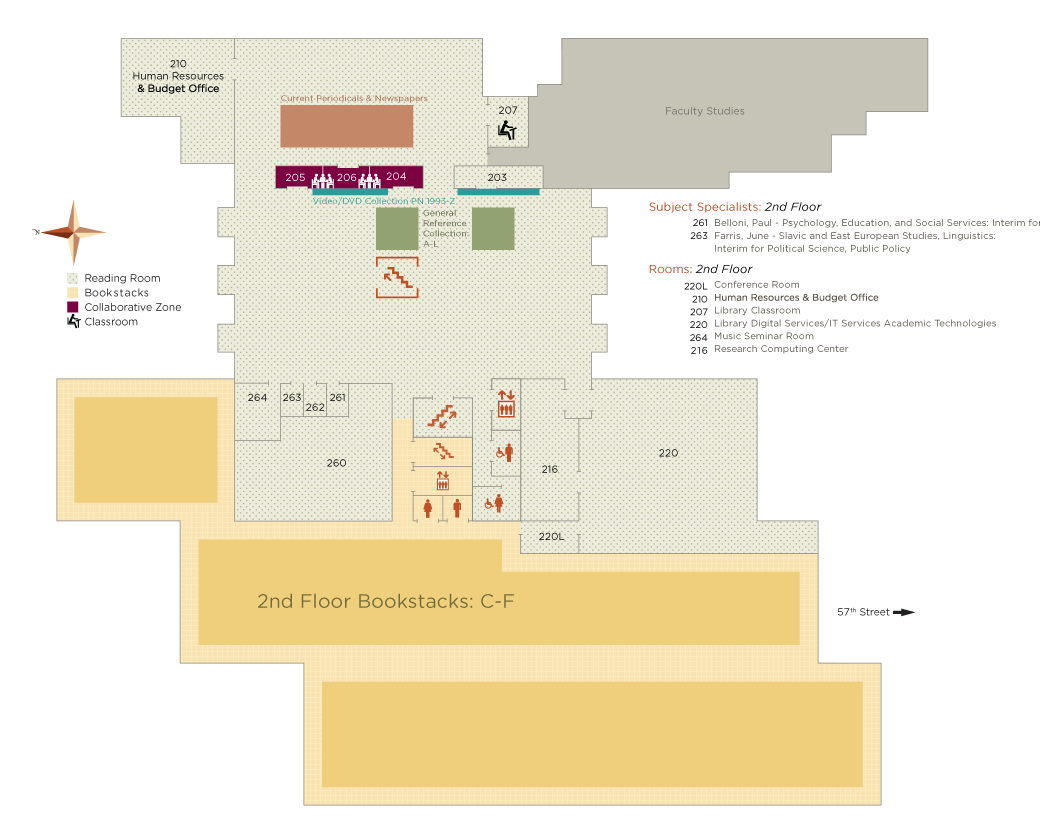 210
Human Resources
& Budget Office
Current Periodicals & Newspapers
207
Faculty Studies
205
206
204
203
Video/DVD Collection PN 1993-Z
General
Reference
Collection:
A-L
N
Reading Room
Bookstacks
Collaborative Zone
Classroom
Subject Specialists: 2nd Floor
261 Belloni, Paul - Psychology, Education, and Social Services: Interim for
263 Farris, June - Slavic and East European Studies, Linguistics:
Interim for Political Science, Public Policy
Rooms: 2nd Floor
220L Conference Room
210 Human Resources & Budget Office
207 Library Classroom
220 Library Digital Services/IT Services Academic Technologies
264 Music Seminar Room
216 Research Computing Center
264
263
262
261
260
216
220
220L
2nd Floor Bookstacks: C-F
57th Street